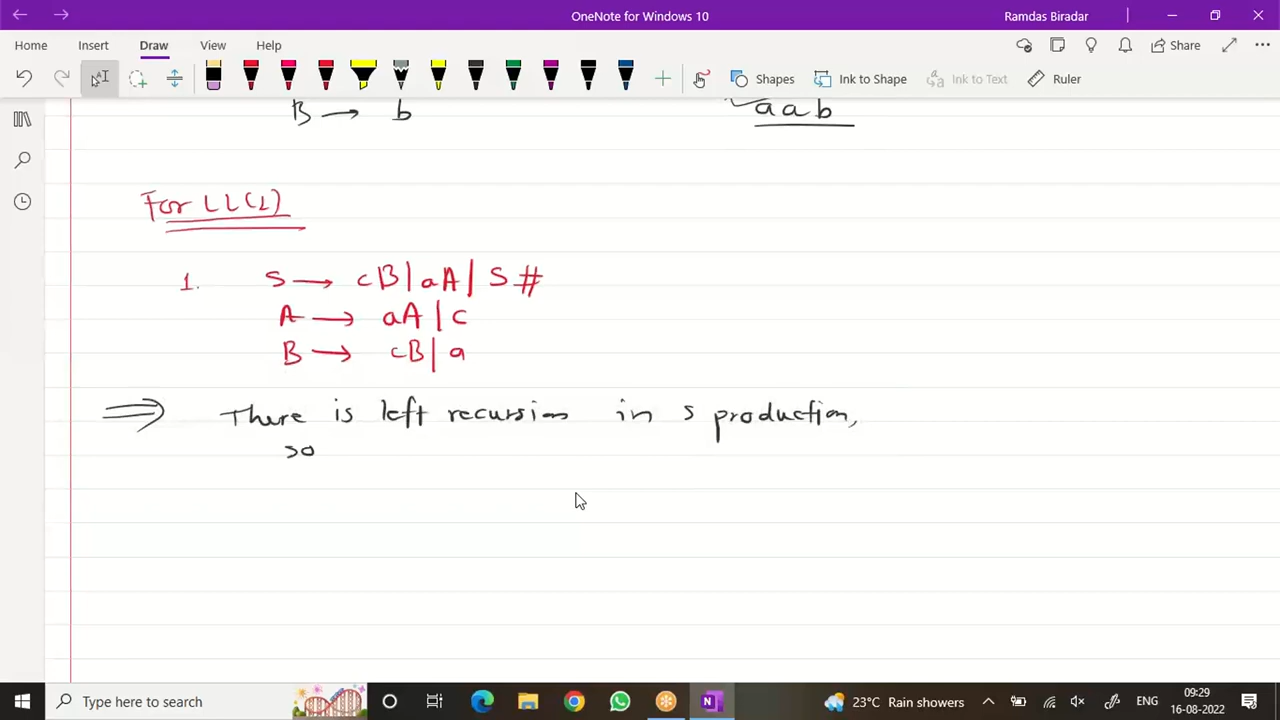 OneNote for Windows 10
Ramdas Biradar
Home Insert Draw View Help
Share
Shapes Ink to Shape Ink to Text Ruler
B → b
a a b
For LL(1)
1. S → cB | aA | S #
A → aA | c
B → cB | a
⇒ There is left recursion in S production,
so
Type here to search
23°C Rain showers
ENG
09:29
16-08-2022